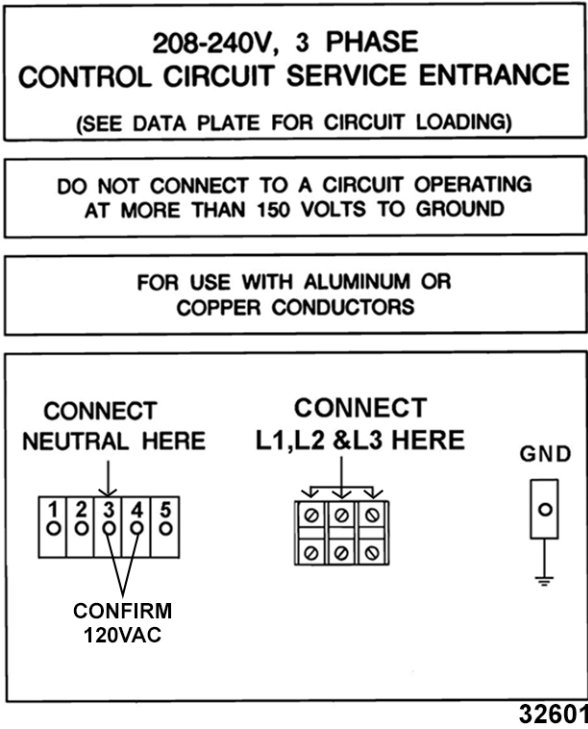 208-240V, 3 PHASE
CONTROL CIRCUIT SERVICE ENTRANCE
(SEE DATA PLATE FOR CIRCUIT LOADING)
DO NOT CONNECT TO A CIRCUIT OPERATING
AT MORE THAN 150 VOLTS TO GROUND
FOR USE WITH ALUMINUM OR
COPPER CONDUCTORS
CONNECT
NEUTRAL HERE
CONNECT
L1,L2 &L3 HERE
GND
1 2 3 4 5
CONFIRM
120VAC
32601